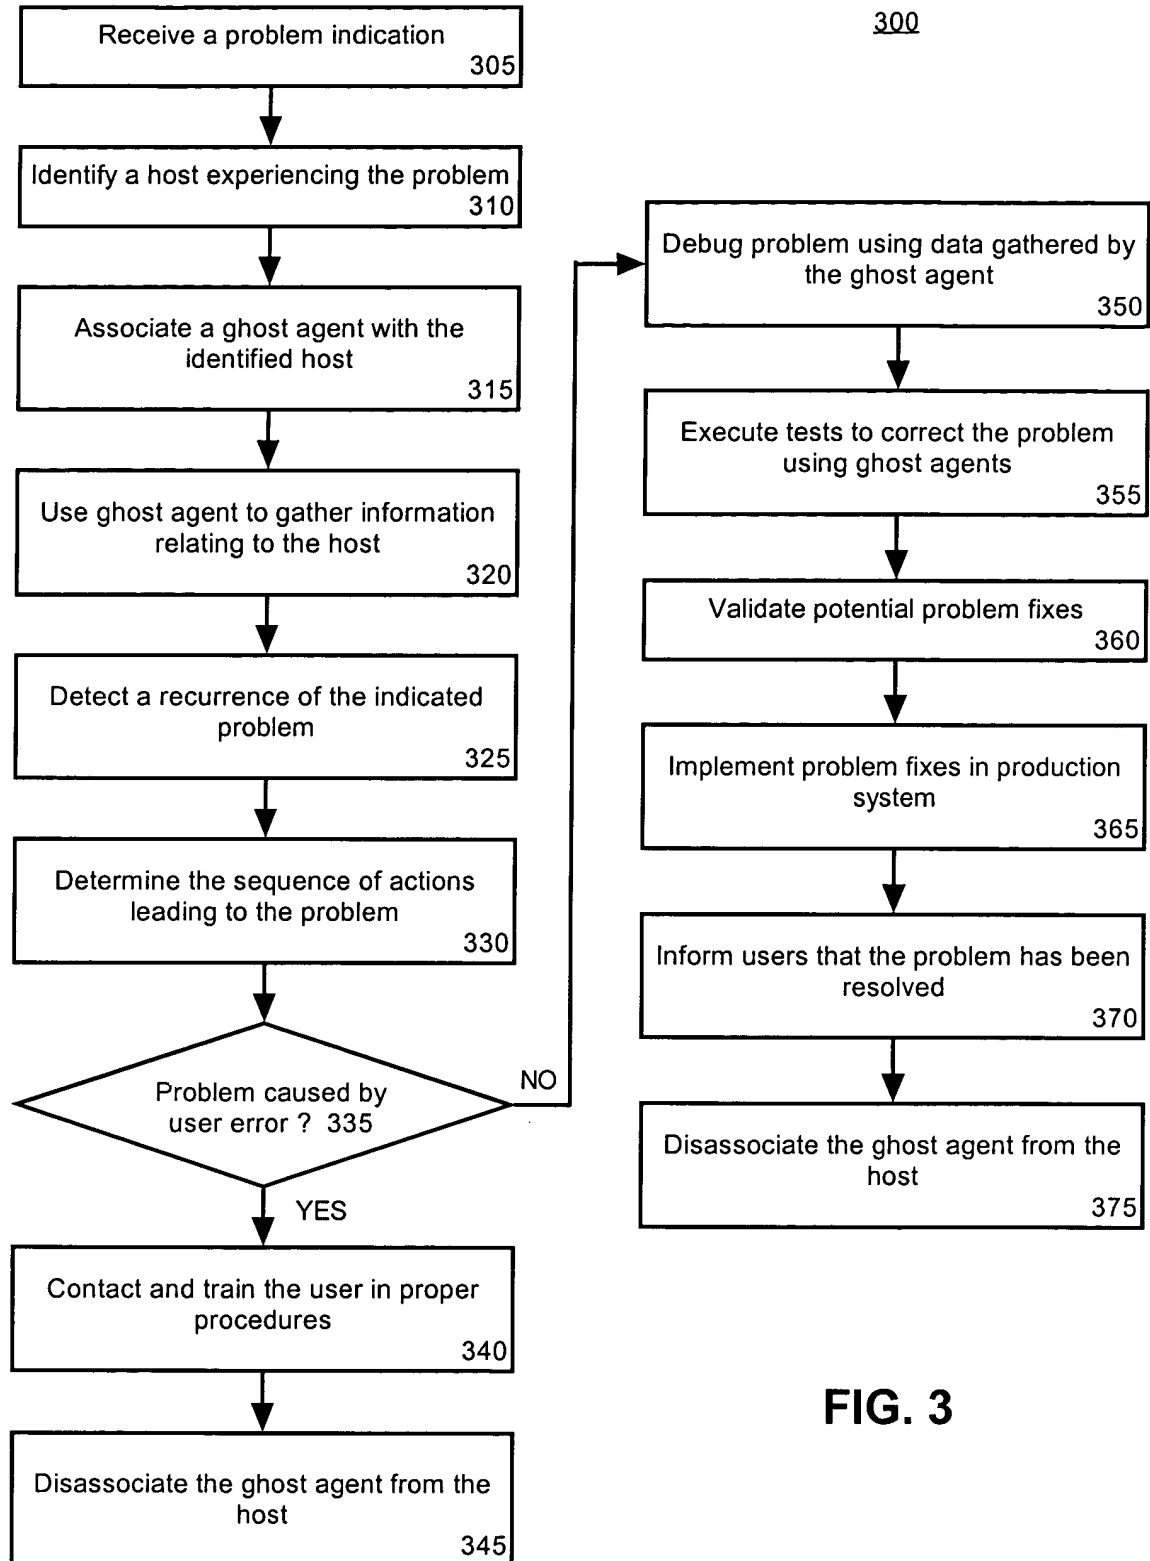 300
Receive a problem indication
305
Identify a host experiencing the problem
310
Associate a ghost agent with the
identified host
315
Use ghost agent to gather information
relating to the host
320
Detect a recurrence of the indicated
problem
325
Determine the sequence of actions
leading to the problem
330
Problem caused by
user error ? 335
NO
YES
Contact and train the user in proper
procedures
340
Disassociate the ghost agent from the
host
345
Debug problem using data gathered by
the ghost agent
350
Execute tests to correct the problem
using ghost agents
355
Validate potential problem fixes
360
Implement problem fixes in production
system
365
Inform users that the problem has been
resolved
370
Disassociate the ghost agent from the
host
375
FIG. 3